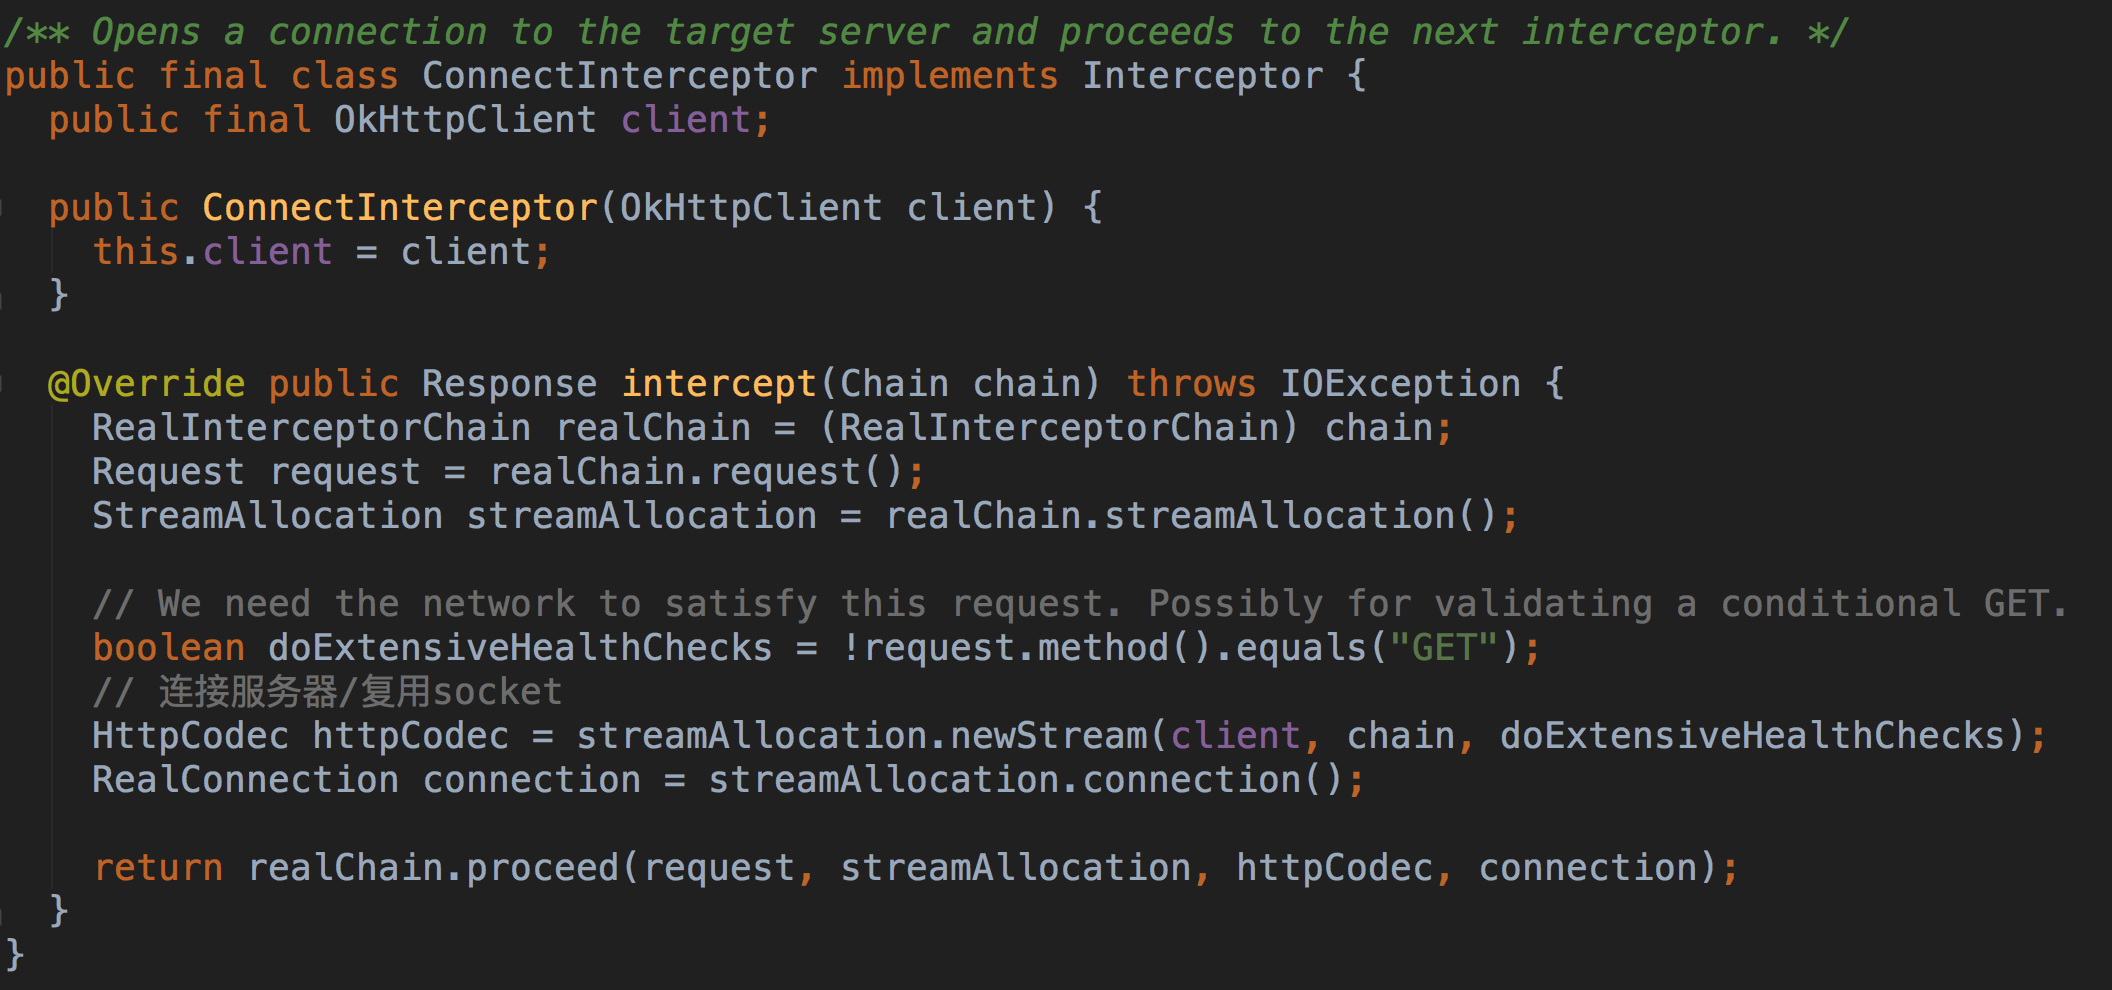 /** Opens a connection to the target server and proceeds to the next interceptor. */
public final class ConnectInterceptor implements Interceptor {
  public final OkHttpClient client;

  public ConnectInterceptor(OkHttpClient client) {
    this.client = client;
  }

  @Override public Response intercept(Chain chain) throws IOException {
    RealInterceptorChain realChain = (RealInterceptorChain) chain;
    Request request = realChain.request();
    StreamAllocation streamAllocation = realChain.streamAllocation();

    // We need the network to satisfy this request. Possibly for validating a conditional GET.
    boolean doExtensiveHealthChecks = !request.method().equals("GET");
    // 连接服务器/复用socket
    HttpCodec httpCodec = streamAllocation.newStream(client, chain, doExtensiveHealthChecks);
    RealConnection connection = streamAllocation.connection();

    return realChain.proceed(request, streamAllocation, httpCodec, connection);
  }
}